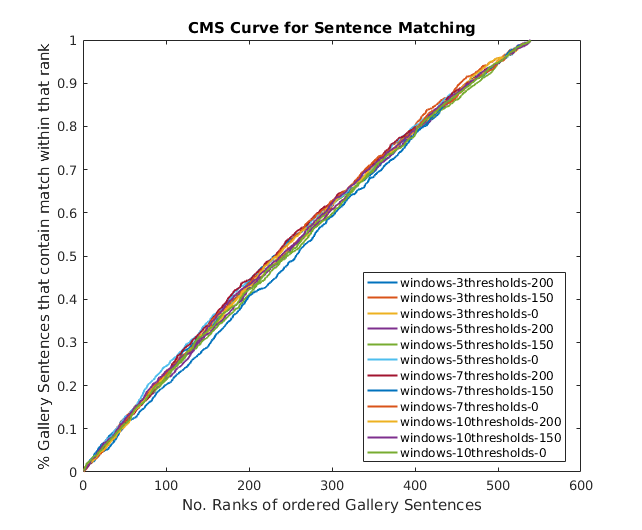 CMS Curve for Sentence Matching
% Gallery Sentences that contain match within that rank
1
0.9
0.8
0.7
0.6
0.5
0.4
0.3
0.2
0.1
0
0 100 200 300 400 500 600
No. Ranks of ordered Gallery Sentences
windows-3thresholds-200
windows-3thresholds-150
windows-3thresholds-0
windows-5thresholds-200
windows-5thresholds-150
windows-5thresholds-0
windows-7thresholds-200
windows-7thresholds-150
windows-7thresholds-0
windows-10thresholds-200
windows-10thresholds-150
windows-10thresholds-0